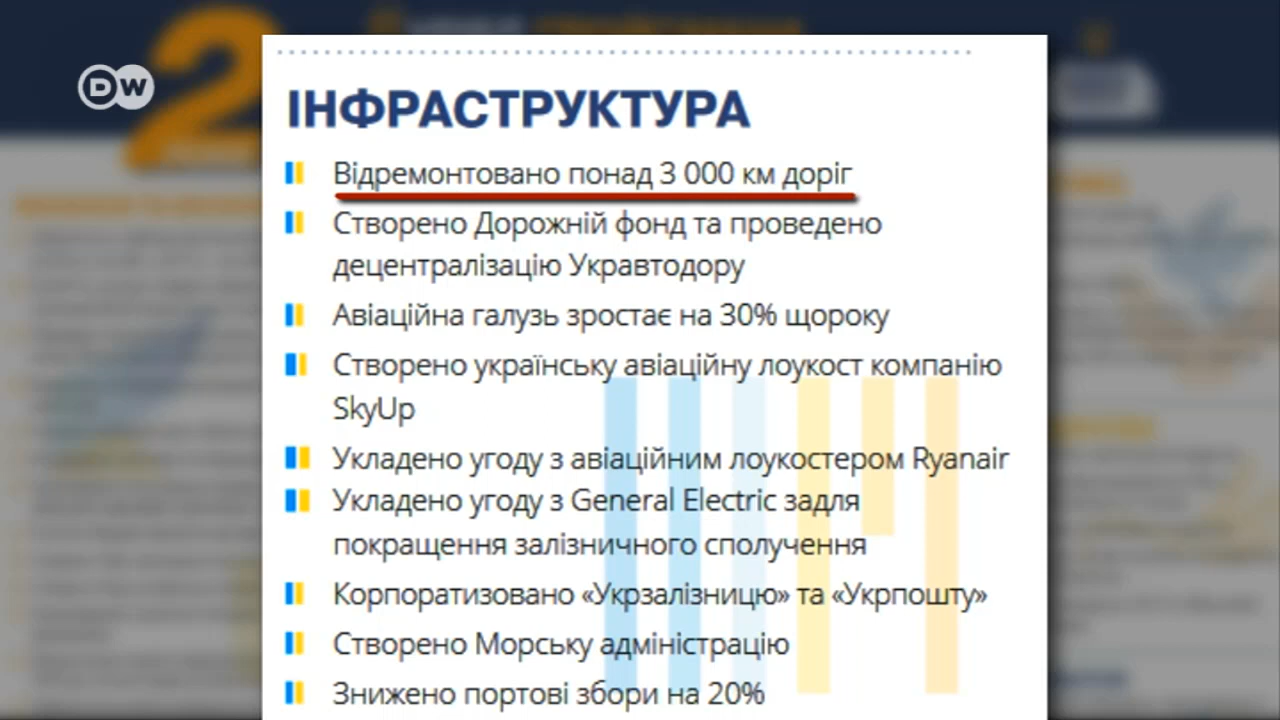 DW
2
ІНФРАСТРУКТУРА
Відремонтовано понад 3 000 км доріг
Створено Дорожній фонд та проведено
децентралізацію Укравтодору
Авіаційна галузь зростає на 30% щороку
Створено українську авіаційну лоукост компанію
SkyUp
Укладено угоду з авіаційним лоукостером Ryanair
Укладено угоду з General Electric задля
покращення залізничного сполучення
Корпоратизовано «Укрзалізницю» та «Укрпошту»
Створено Морську адміністрацію
Знижено портові збори на 20%